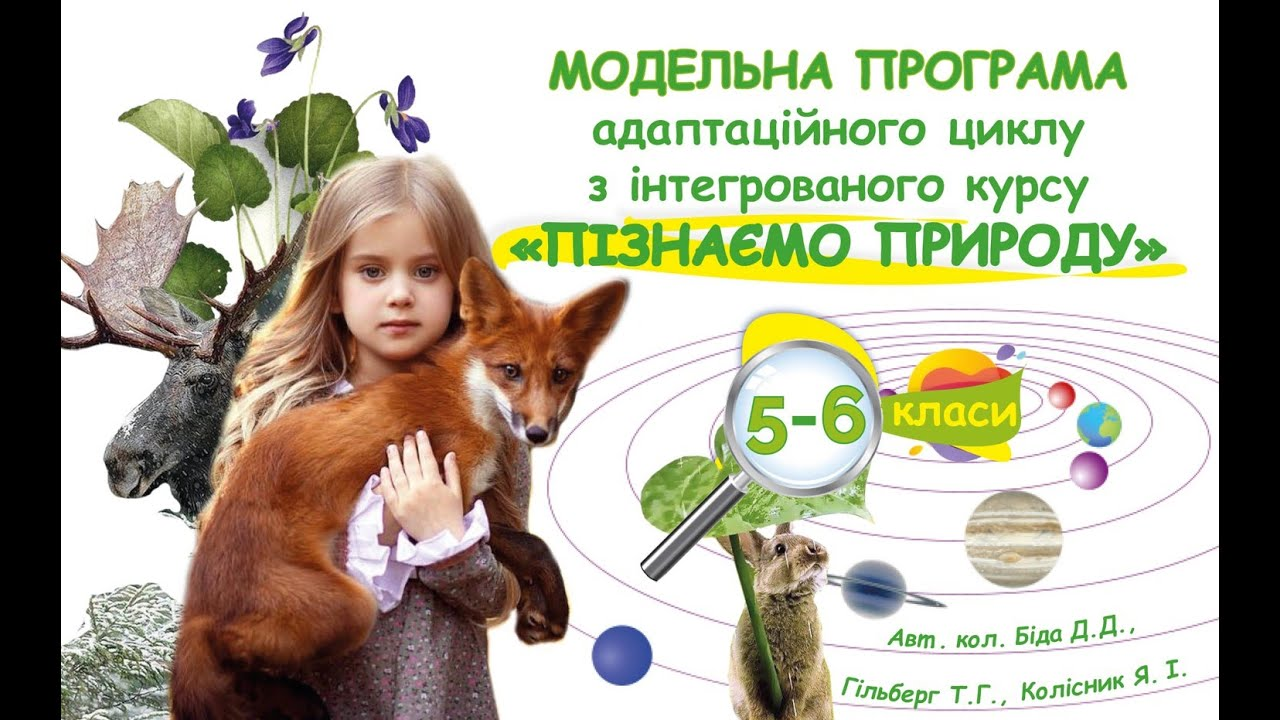 МОДЕЛЬНА ПРОГРАМА
адаптаційного циклу
з інтегрованого курсу
«ПІЗНАЄМО ПРИРОДУ»
5-6 класи
Авт. кол. Біда Д.Д.,
Гільберг Т.Г., Колісник Я. І.